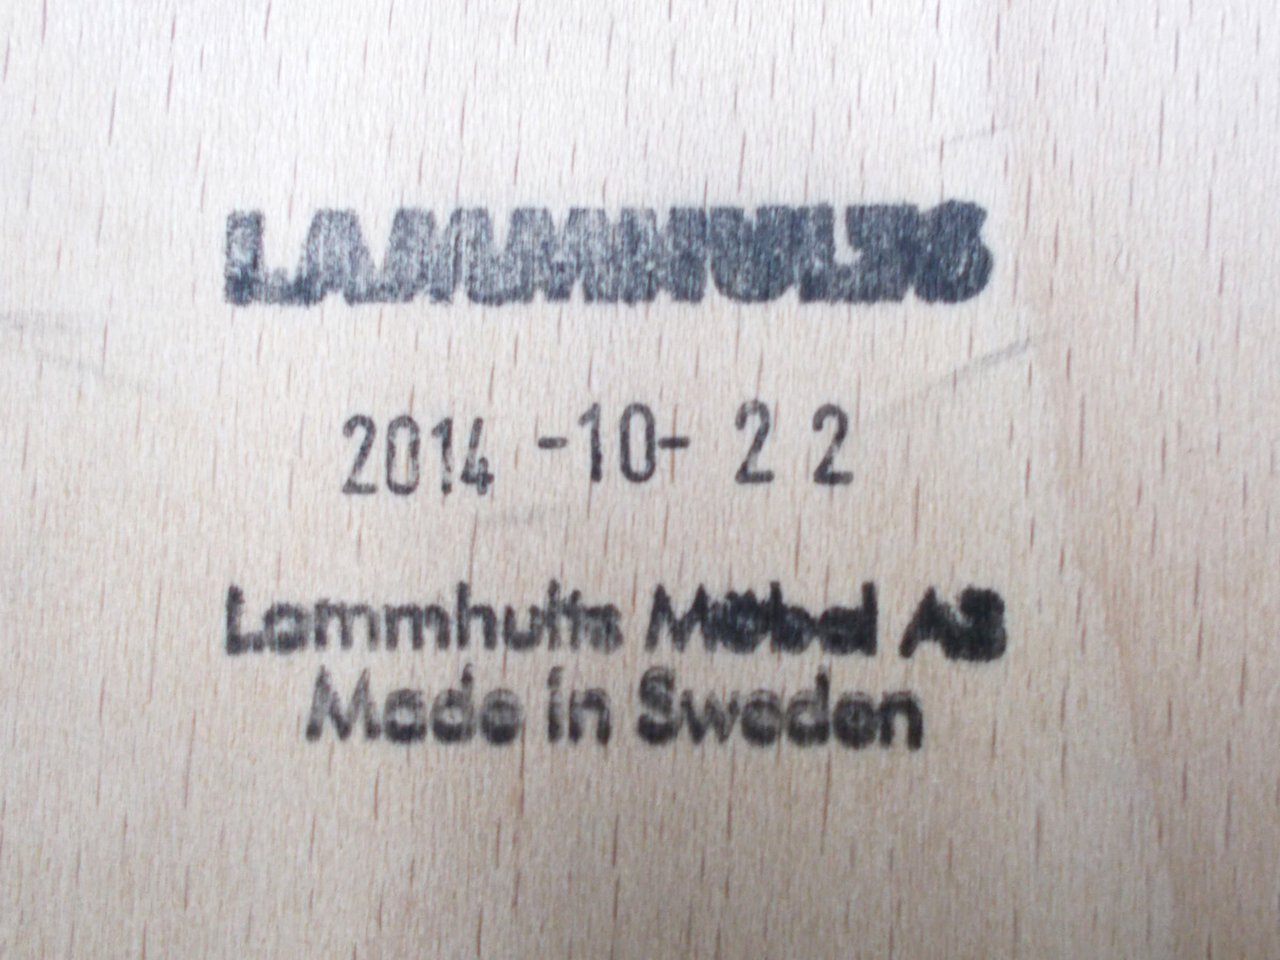 LAMMHULTS
2014 -10- 22
Lammhults Möbel AB
Made in Sweden